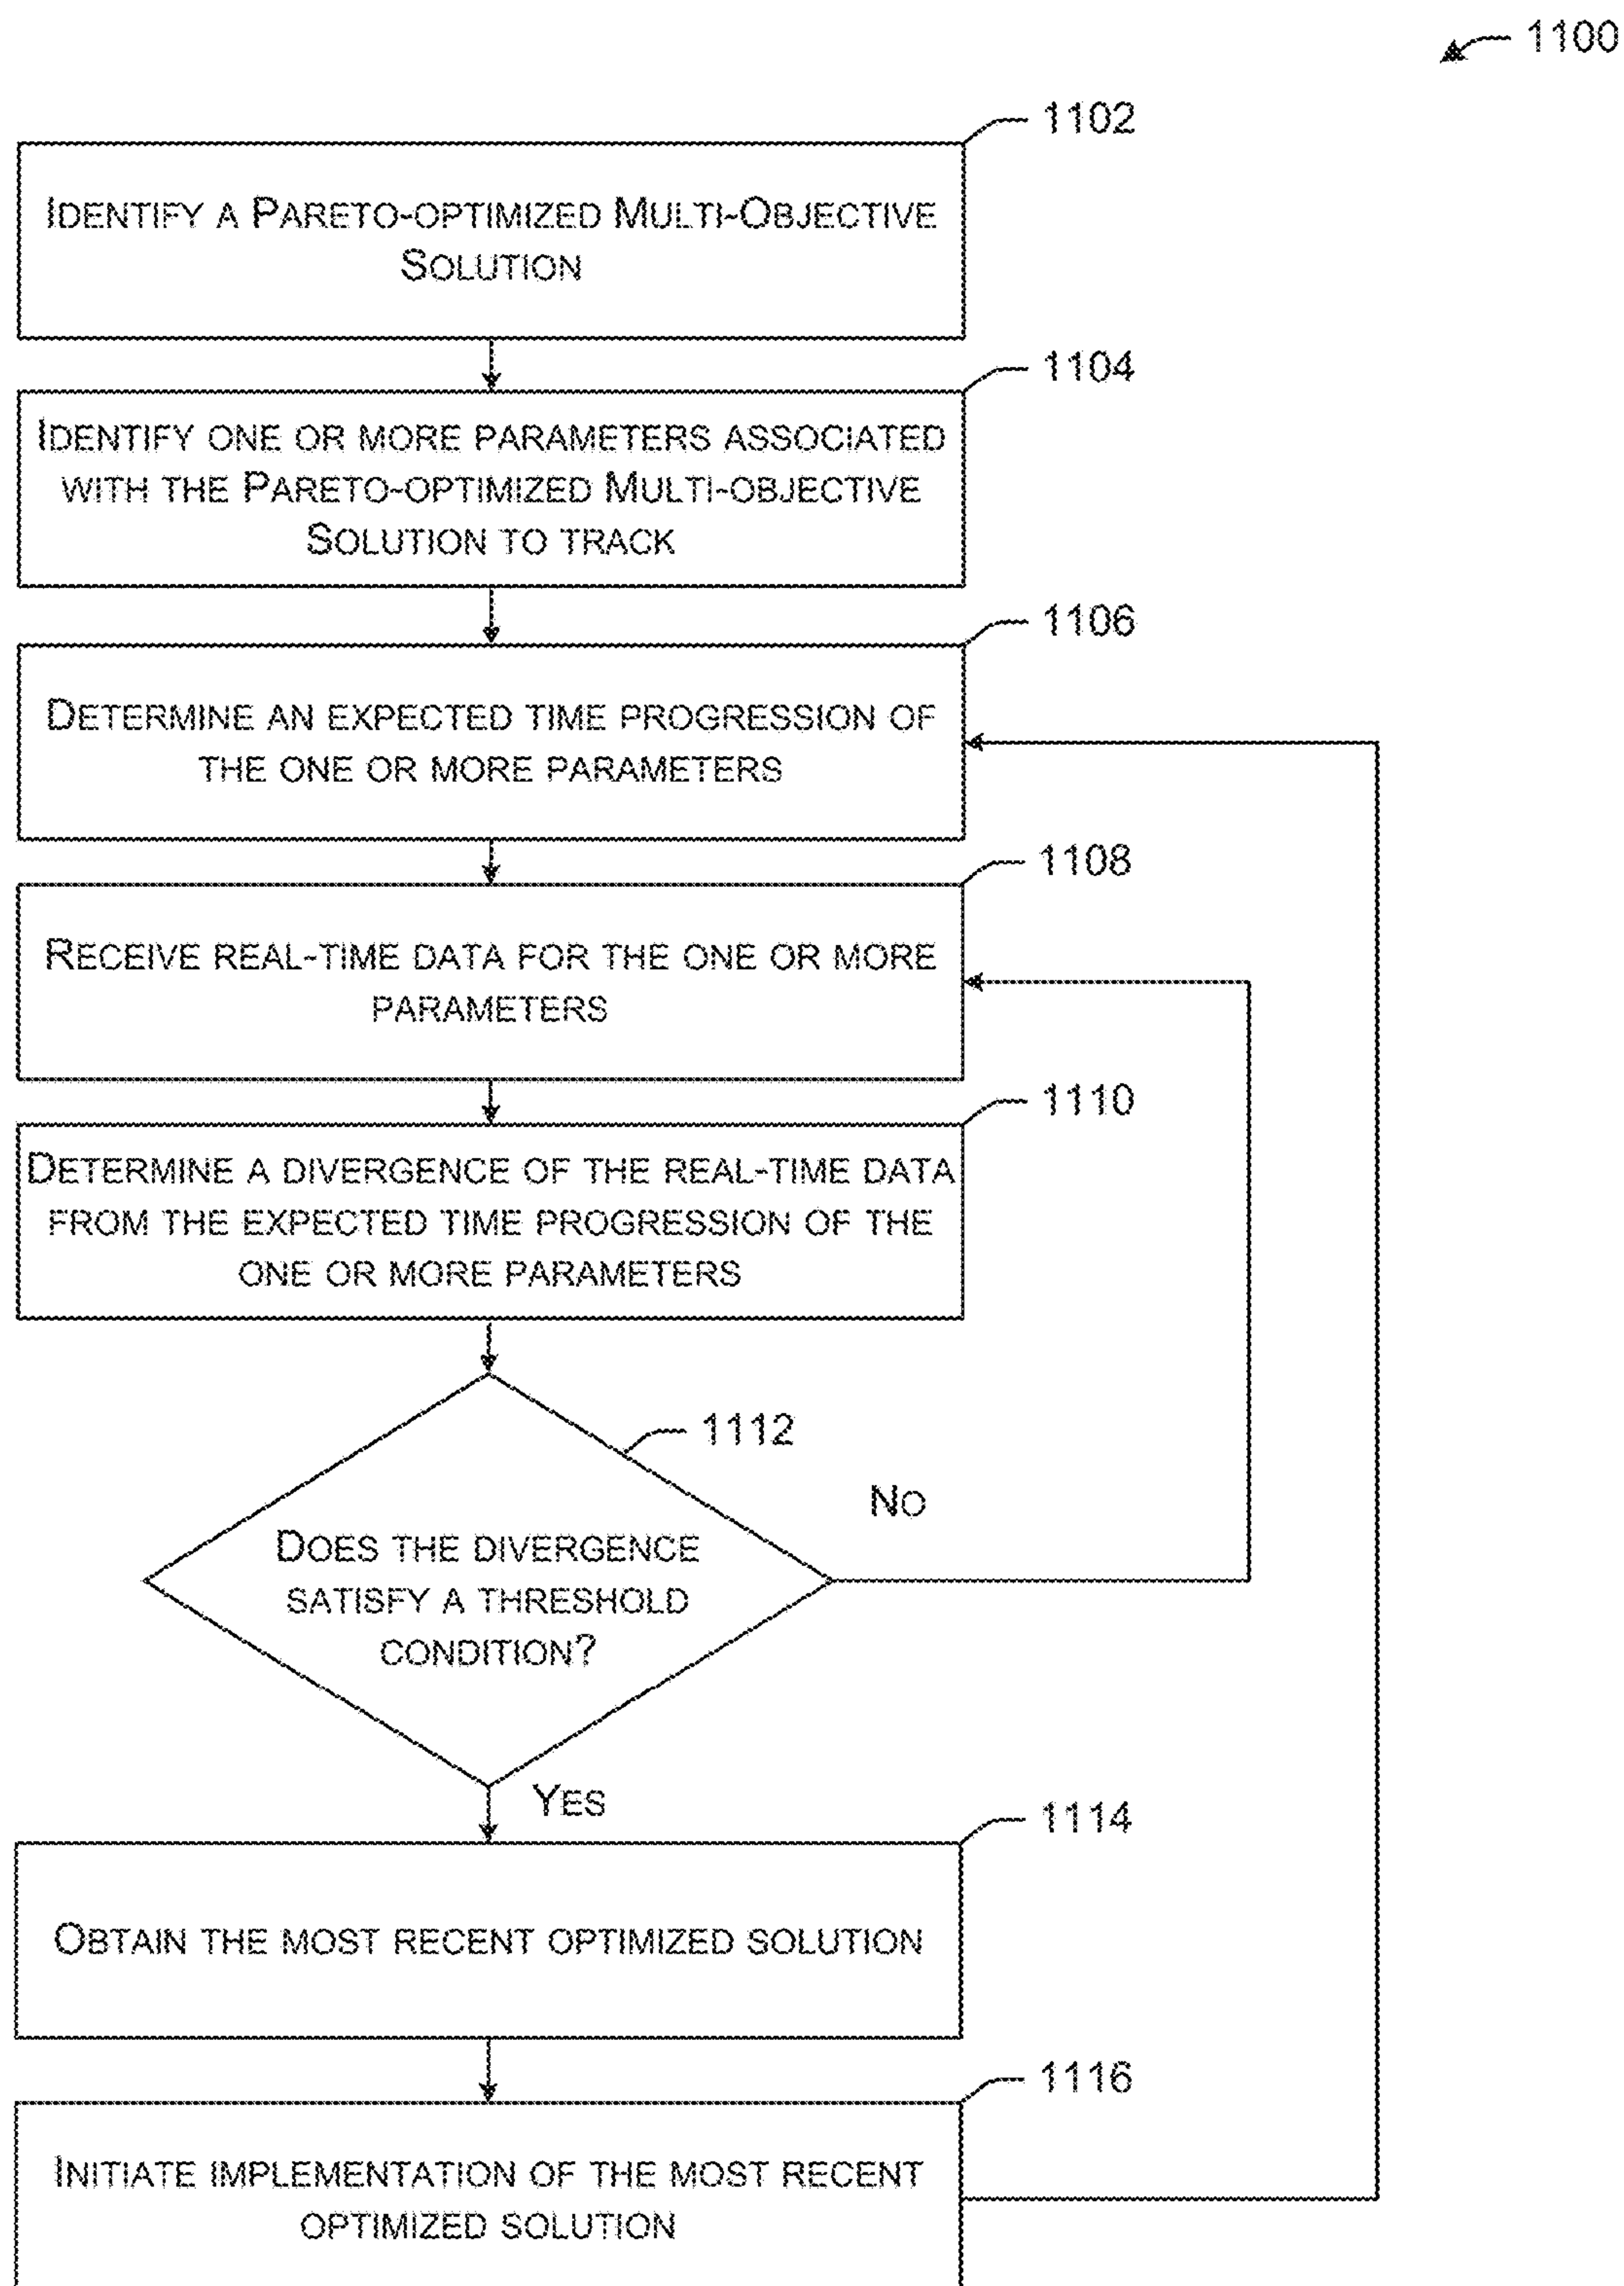 1100
1102
IDENTIFY A PARETO-OPTIMIZED MULTI-OBJECTIVE
SOLUTION
1104
IDENTIFY ONE OR MORE PARAMETERS ASSOCIATED
WITH THE PARETO-OPTIMIZED MULTI-OBJECTIVE
SOLUTION TO TRACK
1106
DETERMINE AN EXPECTED TIME PROGRESSION OF
THE ONE OR MORE PARAMETERS
1108
RECEIVE REAL-TIME DATA FOR THE ONE OR MORE
PARAMETERS
1110
DETERMINE A DIVERGENCE OF THE REAL-TIME DATA
FROM THE EXPECTED TIME PROGRESSION OF THE
ONE OR MORE PARAMETERS
1112
NO
DOES THE DIVERGENCE
SATISFY A THRESHOLD
CONDITION?
YES
1114
OBTAIN THE MOST RECENT OPTIMIZED SOLUTION
1116
INITIATE IMPLEMENTATION OF THE MOST RECENT
OPTIMIZED SOLUTION